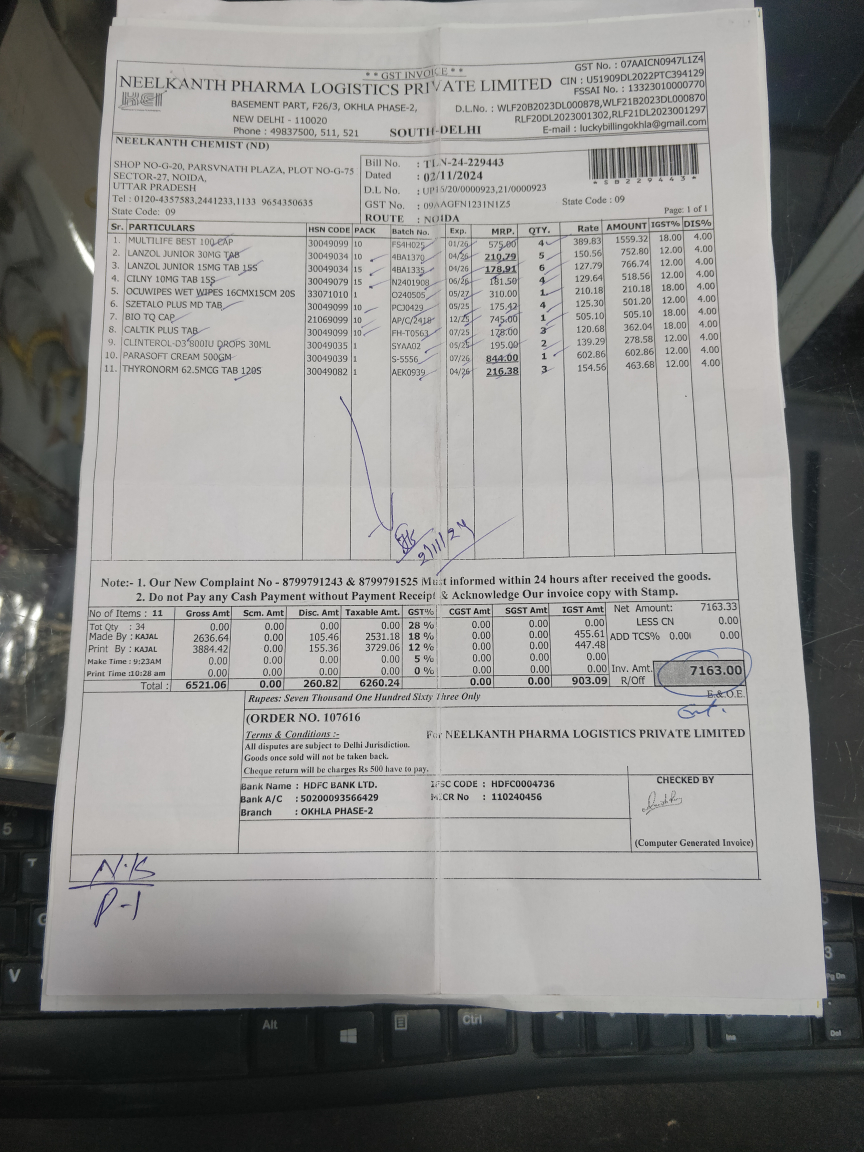 **GST INVOICE**
NEELKANTH PHARMA LOGISTICS PRIVATE LIMITED
BASEMENT PART, F26/3, OKHLA PHASE-2,
NEW DELHI - 110020
Phone : 49837500, 511, 521 SOUTH-DELHI
GST No. : 07AAICN0947L1Z4
CIN : U51909DL2022PTC394129
FSSAI No. : 13323010000770
D.L.No. : WLF20B2023DL000878,WLF21B2023DL000870
RLF20DL2023001302,RLF21DL2023001297
E-mail : luckybillingokhla@gmail.com
NEELKANTH CHEMIST (ND)
SHOP NO-G-20, PARSVNATH PLAZA, PLOT NO-G-75
SECTOR-27, NOIDA,
UTTAR PRADESH
Tel : 0120-4357583,2441233,1133 9654350635
State Code: 09
Bill No. : TLN-24-229443
Dated : 02/11/2024
D.L No. : UP16/20/0000923,21/0000923
GST No. : 09AAGFN1231N1Z5
ROUTE : NOIDA
*58229443*
State Code : 09
Page: 1 of 1
Sr. PARTICULARS HSN CODE PACK Batch No. Exp. MRP. QTY. Rate AMOUNT IGST% DIS%
1. MULTILIFE BEST 100 CAP 30049099 10 FS4H025 01/26 575.00 4 389.83 1559.32 18.00 4.00
2. LANZOL JUNIOR 30MG TAB 30049034 10 4BA1370 04/26 210.79 5 150.56 752.80 12.00 4.00
3. LANZOL JUNIOR 15MG TAB 15S 30049034 15 4BA1335 04/26 178.91 6 127.79 766.74 12.00 4.00
4. CILNY 10MG TAB 15S 30049079 15 N2401908 06/26 181.50 4 129.64 518.56 12.00 4.00
5. OCUWIPES WET WIPES 16CMX15CM 20S 33071010 1 O240505 05/27 310.00 1 210.18 210.18 18.00 4.00
6. SZETALO PLUS MD TAB 30049099 10 PCJ0429 05/25 175.42 4 125.30 501.20 12.00 4.00
7. BIO TQ CAP 21069099 10 AP/C/2418 12/25 745.00 1 505.10 505.10 18.00 4.00
8. CALTIK PLUS TAB 30049099 10 FH-T0563 07/25 178.00 3 120.68 362.04 18.00 4.00
9. CLINTEROL-D3 800IU DROPS 30ML 30049035 1 SYAA02 05/25 195.00 2 139.29 278.58 12.00 4.00
10. PARASOFT CREAM 500GM 30049039 1 S-5556 07/26 844.00 1 602.86 602.86 12.00 4.00
11. THYRONORM 62.5MCG TAB 120S 30049082 1 AEK0939 04/26 216.38 3 154.56 463.68 12.00 4.00
2/11/24
Note:- 1. Our New Complaint No - 8799791243 & 8799791525 Must informed within 24 hours after received the goods.
2. Do not Pay any Cash Payment without Payment Receipt & Acknowledge Our invoice copy with Stamp.
No of Items : 11 Gross Amt Scm. Amt Disc. Amt Taxable Amt. GST% CGST Amt SGST Amt IGST Amt
Tot Qty : 34 0.00 0.00 0.00 0.00 28 % 0.00 0.00 0.00
Made By : KAJAL 2636.64 0.00 105.46 2531.18 18 % 0.00 0.00 455.61
Print By : KAJAL 3884.42 0.00 155.36 3729.06 12 % 0.00 0.00 447.48
Make Time : 9:23AM 0.00 0.00 0.00 0.00 5 % 0.00 0.00 0.00
Print Time :10:28 am 0.00 0.00 0.00 0.00 0 % 0.00 0.00 0.00
Total : 6521.06 0.00 260.82 6260.24 0.00 0.00 903.09
Net Amount: 7163.33
LESS CN 0.00
ADD TCS% 0.00 0.00
Inv. Amt. 7163.00
R/Off
E.& O.E.
Rupees: Seven Thousand One Hundred Sixty Three Only
(ORDER NO. 107616
Terms & Conditions :-
All disputes are subject to Delhi Jurisdiction.
Goods once sold will not be taken back.
Cheque return will be charges Rs 500 have to pay.
For NEELKANTH PHARMA LOGISTICS PRIVATE LIMITED
Bank Name : HDFC BANK LTD. IFSC CODE : HDFC0004736
Bank A/C : 50200093566429 MICR No : 110240456
Branch : OKHLA PHASE-2
CHECKED BY
(Computer Generated Invoice)
N.K
P-1
5
T
G
V
Alt
Ctrl
3
Pg Dn
Ins
Del